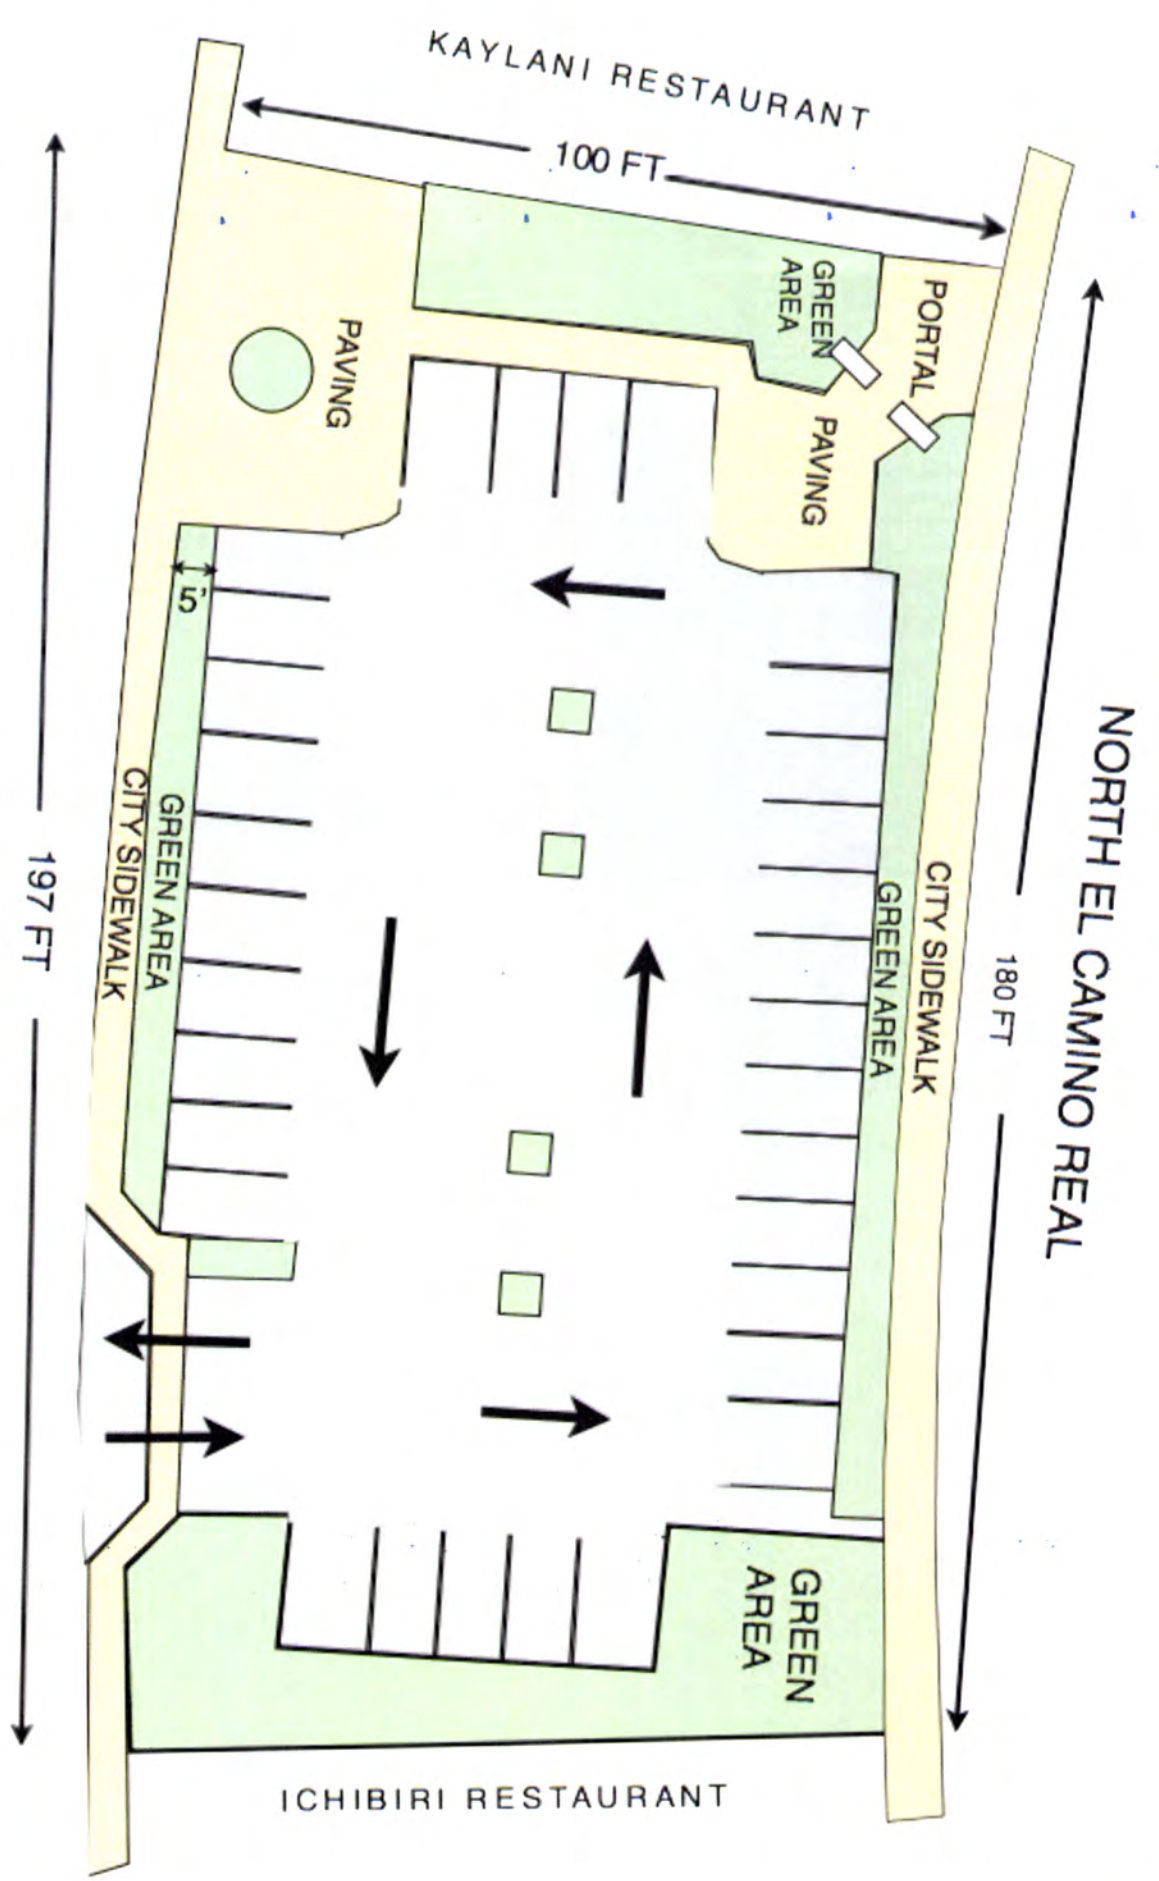 KAYLANI RESTAURANT
100 FT
GREEN
AREA
PORTAL
PAVING
PAVING
5'
NORTH EL CAMINO REAL
180 FT
CITY SIDEWALK
GREEN AREA
GREEN AREA
CITY SIDEWALK
197 FT
GREEN
AREA
ICHIBIRI RESTAURANT